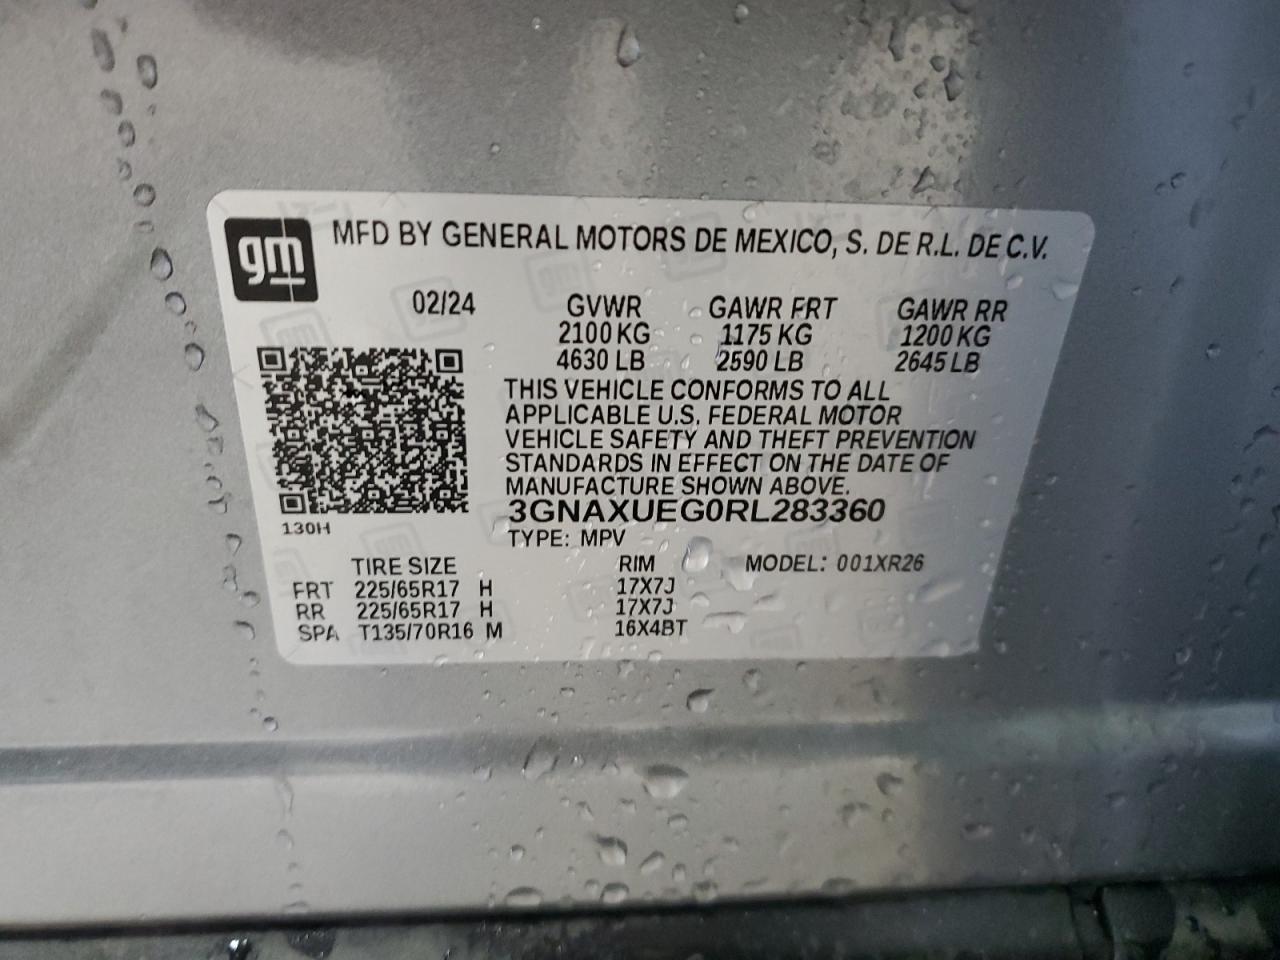 gm
MFD BY GENERAL MOTORS DE MEXICO, S. DE R.L. DE C.V.
02/24 GVWR GAWR FRT GAWR RR
2100 KG 1175 KG 1200 KG
4630 LB 2590 LB 2645 LB
THIS VEHICLE CONFORMS TO ALL
APPLICABLE U.S. FEDERAL MOTOR
VEHICLE SAFETY AND THEFT PREVENTION
STANDARDS IN EFFECT ON THE DATE OF
MANUFACTURE SHOWN ABOVE.
3GNAXUEG0RL283360
130H
TYPE: MPV
TIRE SIZE RIM MODEL: 001XR26
FRT 225/65R17 H 17X7J
RR 225/65R17 H 17X7J
SPA T135/70R16 M 16X4BT